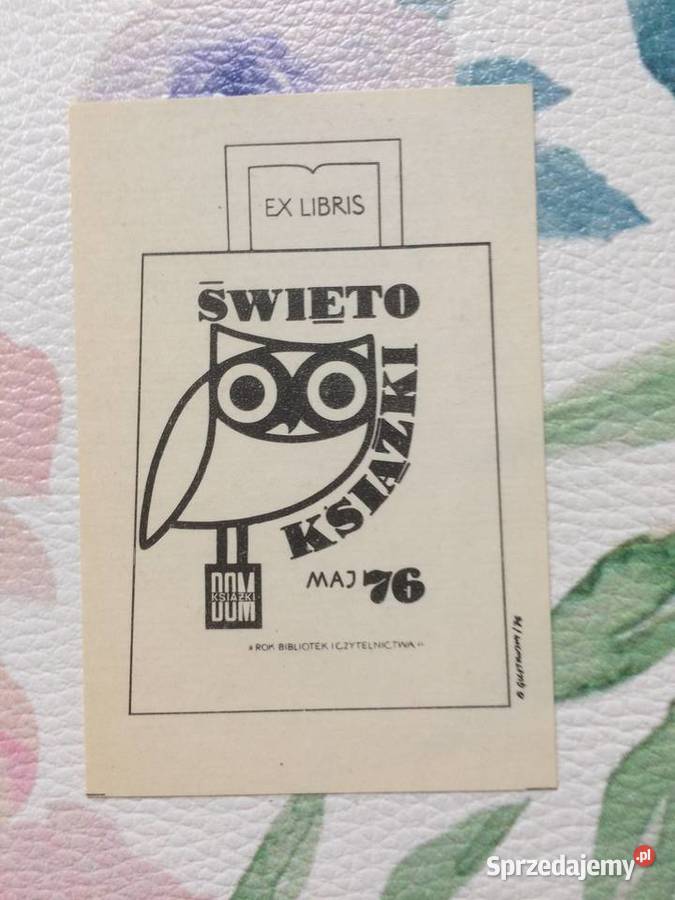 EX LIBRIS
ŚWIĘTO
KSIĄŻKI
MAJ 76
DOM
KSIĄŻKI
„ROK BIBLIOTEK I CZYTELNICTWA"
Sprzedajemy.pl